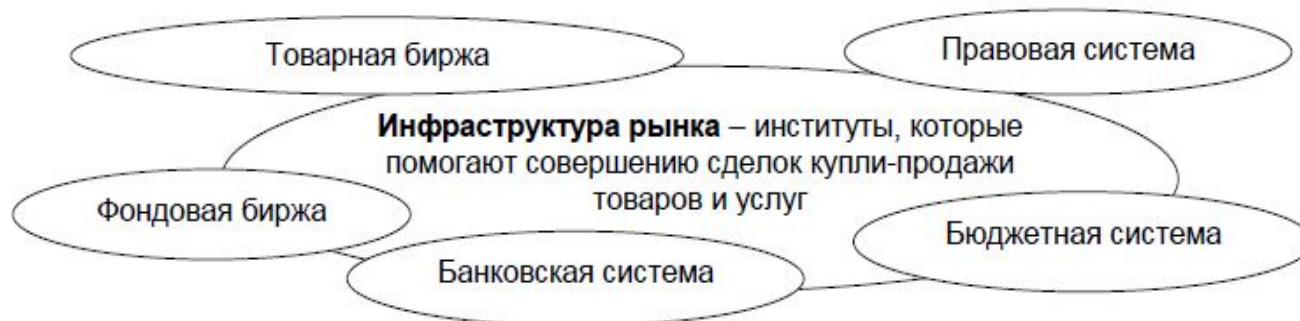 Товарная биржа
Правовая система
Инфраструктура рынка – институты, которые
помогают совершению сделок купли-продажи
товаров и услуг
Фондовая биржа
Бюджетная система
Банковская система